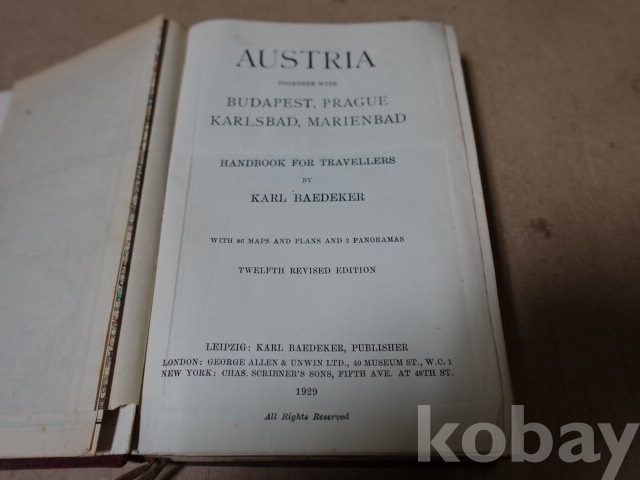 AUSTRIA
TOGETHER WITH
BUDAPEST, PRAGUE
KARLSBAD, MARIENBAD
HANDBOOK FOR TRAVELLERS
BY
KARL BAEDEKER
WITH 86 MAPS AND PLANS AND 2 PANORAMAS
TWELFTH REVISED EDITION
LEIPZIG: KARL BAEDEKER, PUBLISHER
LONDON: GEORGE ALLEN & UNWIN LTD., 40 MUSEUM ST., W.C. 1
NEW YORK: CHAS. SCRIBNER'S SONS, FIFTH AVE. AT 48TH ST.
1929
All Rights Reserved
kobay